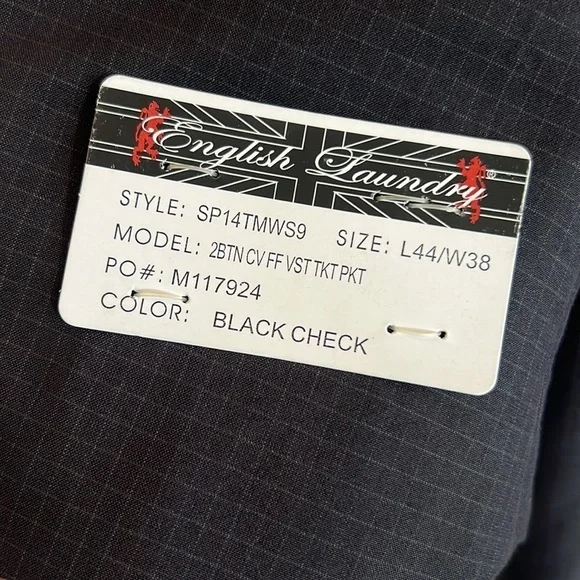 English Laundry®
STYLE: SP14TMWS9 SIZE: L44/W38
MODEL: 2BTN CV FF VST TKT PKT
PO#: M117924
COLOR: BLACK CHECK